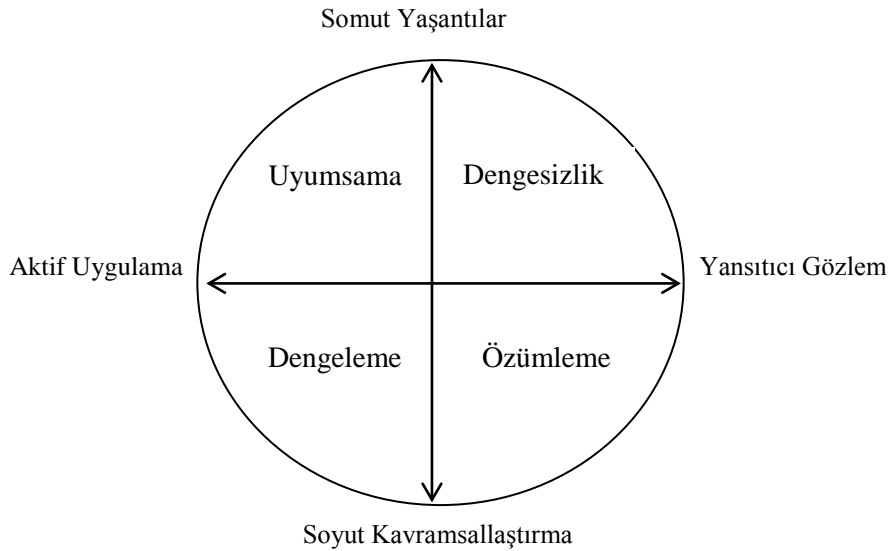 Somut Yaşantılar
Uyumsama
Dengesizlik
Aktif Uygulama
Yansıtıcı Gözlem
Dengeleme
Özümleme
Soyut Kavramsallaştırma